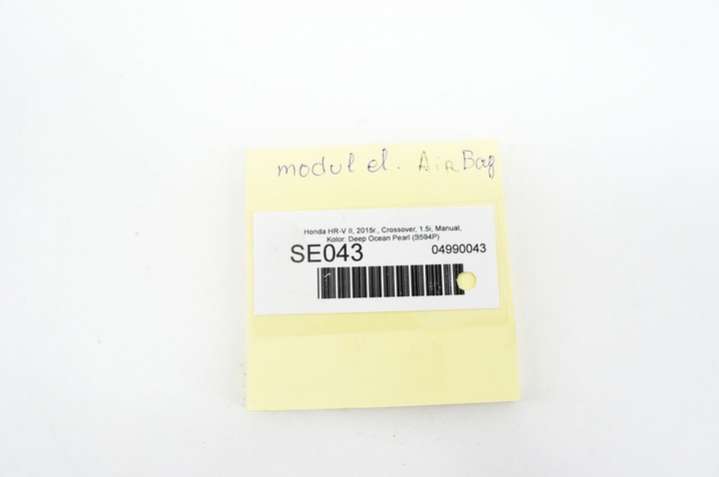 modul el. AirBag
Honda HR-V II, 2015r., Crossover, 1.5i, Manual,
Kolor: Deep Ocean Pearl (B594P)
SE043 04990043